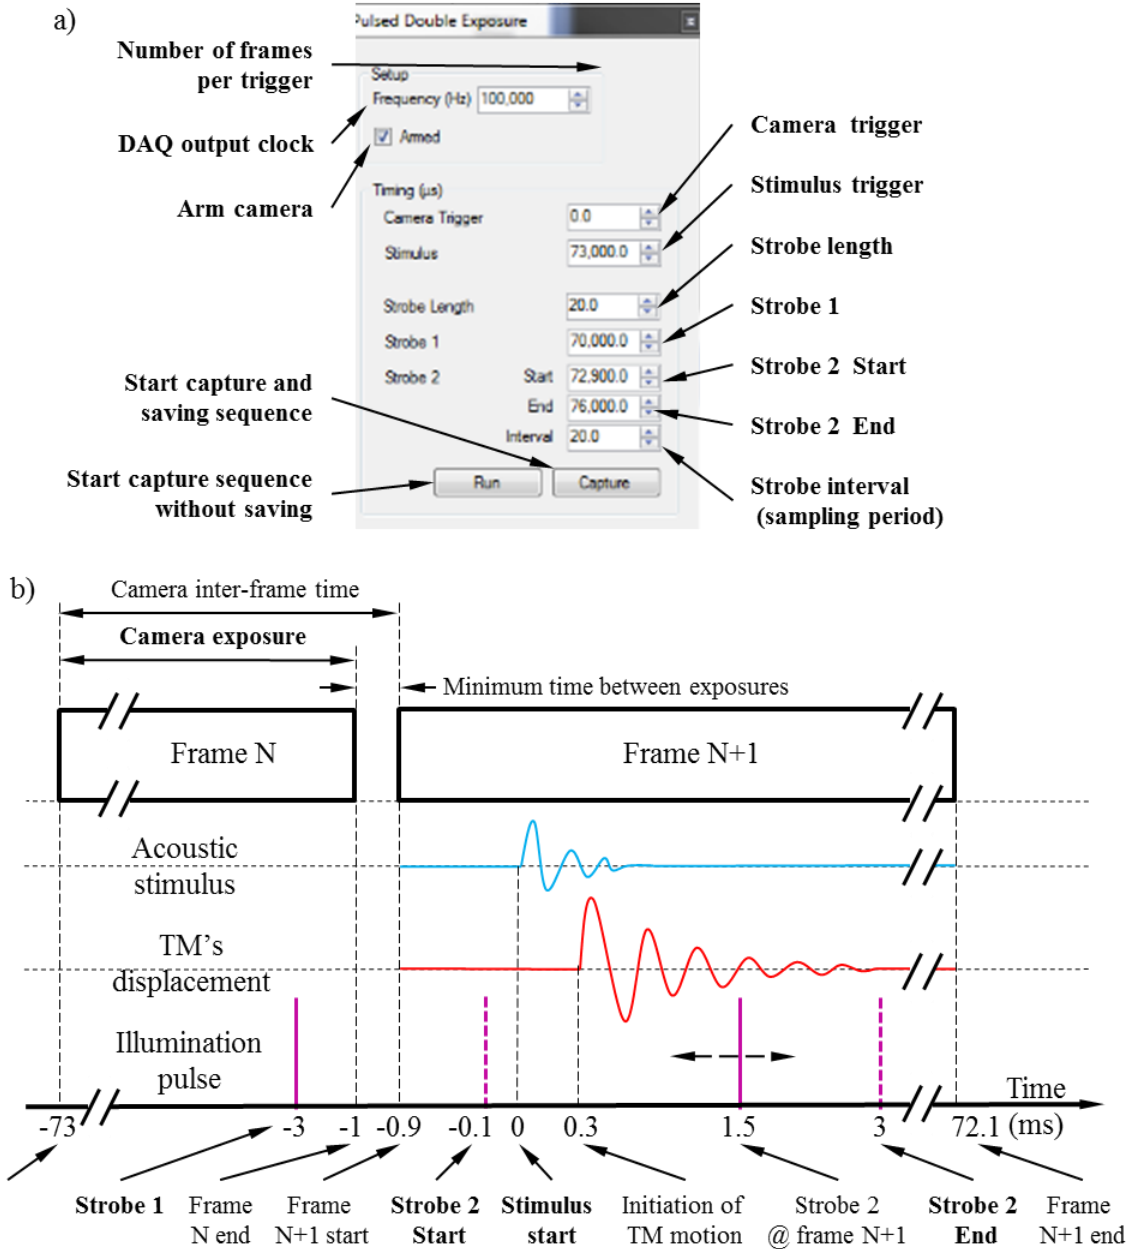 a)
Pulsed Double Exposure
Number of frames
per trigger
Setup
Frequency (Hz) 100,000
DAQ output clock
Armed
Arm camera
Camera trigger
Timing (µs)
Camera Trigger 0.0
Stimulus trigger
Stimulus 73,000.0
Strobe length
Strobe Length 20.0
Strobe 1
Strobe 1 70,000.0
Strobe 2 Start
Strobe 2 Start 72,900.0
Start capture and
saving sequence
End 76,000.0
Strobe 2 End
Interval 20.0
Start capture sequence
without saving
Run Capture
Strobe interval
(sampling period)
b)
Camera inter-frame time
Camera exposure
Minimum time between exposures
Frame N Frame N+1
Acoustic
stimulus
TM's
displacement
Illumination
pulse
Time
(ms)
-73 -3 -1 -0.9 -0.1 0 0.3 1.5 3 72.1
Strobe 1
Frame
N end
Frame
N+1 start
Strobe 2
Start
Stimulus
start
Initiation of
TM motion
Strobe 2
@ frame N+1
Strobe 2
End
Frame
N+1 end